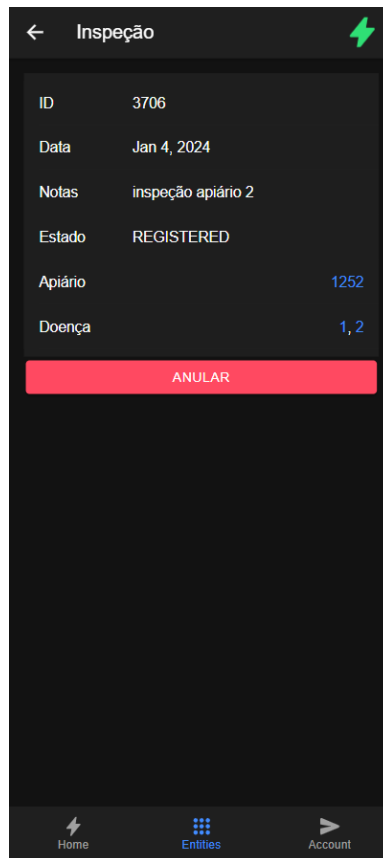 Inspeção
ID 3706
Data Jan 4, 2024
Notas inspeção apiário 2
Estado REGISTERED
Apiário 1252
Doença 1, 2
ANULAR
Home Entities Account